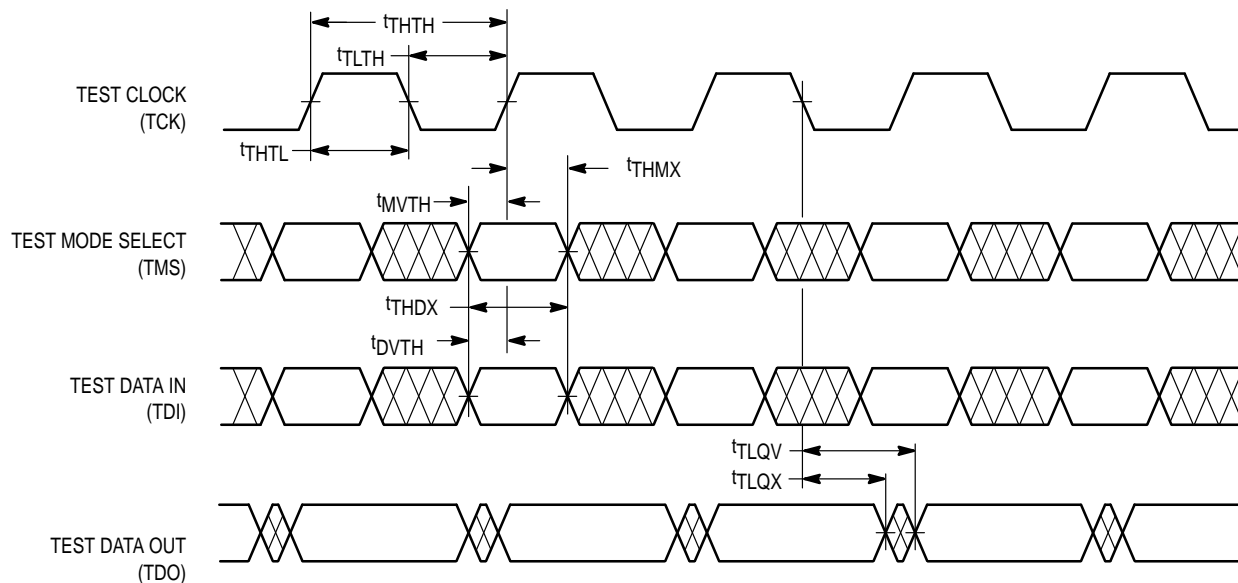 tTHTH
tTLTH
TEST CLOCK
(TCK)
tTHTL
tTHMX
tMVTH
TEST MODE SELECT
(TMS)
tTHDX
tDVTH
TEST DATA IN
(TDI)
tTLQV
tTLQX
TEST DATA OUT
(TDO)